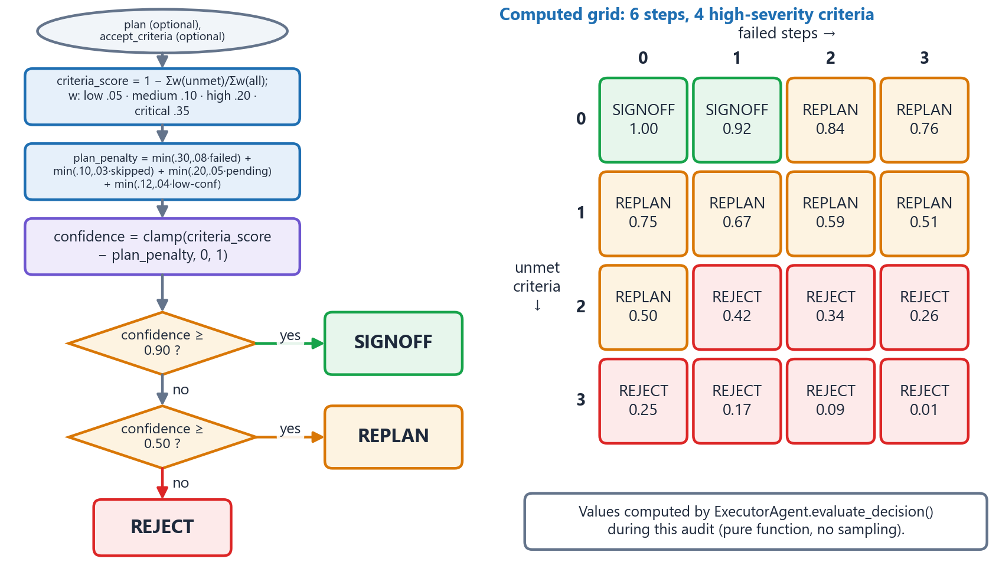 plan (optional),
accept_criteria (optional)
criteria_score = 1 − Σw(unmet)/Σw(all);
w: low .05 · medium .10 · high .20 ·
critical .35
plan_penalty = min(.30,.08·failed) +
min(.10,.03·skipped) + min(.20,.05·pending)
+ min(.12,.04·low-conf)
confidence = clamp(criteria_score
− plan_penalty, 0, 1)
confidence ≥
0.90 ?
yes
SIGNOFF
no
confidence ≥
0.50 ?
yes
REPLAN
no
REJECT
Computed grid: 6 steps, 4 high-severity criteria
failed steps →
0 1 2 3
unmet
criteria
↓
0
SIGNOFF SIGNOFF REPLAN REPLAN
1.00 0.92 0.84 0.76
1
REPLAN REPLAN REPLAN REPLAN
0.75 0.67 0.59 0.51
2
REPLAN REJECT REJECT REJECT
0.50 0.42 0.34 0.26
3
REJECT REJECT REJECT REJECT
0.25 0.17 0.09 0.01
Values computed by ExecutorAgent.evaluate_decision()
during this audit (pure function, no sampling).